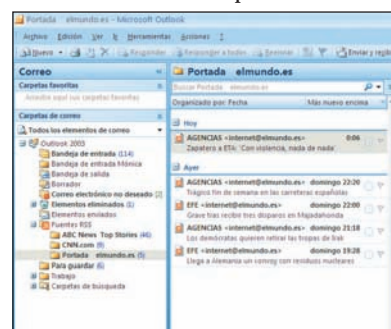 Portada elmundo.es - Microsoft Outlook
Archivo Edición Ver Ir Herramientas Acciones ?
Nuevo Responder Responder a todos Reenviar Enviar y recibir
Correo
Carpetas favoritas
Carpetas de correo
Todos los elementos de correo
Outlook 2003
Bandeja de entrada (114)
Bandeja de entrada Mónica
Bandeja de salida
Borrador
Correo electrónico no deseado [2]
Elementos eliminados (1)
Elementos enviados
Fuentes RSS
ABC News Top Stories (46)
CNN.com (9)
Portada elmundo.es (5)
Para guardar (6)
Trabajo
Carpetas de búsqueda
Portada elmundo.es
Buscar Portada elmundo.es
Organizado por: Fecha Más nuevo encima
Hoy
AGENCIAS <internet@elmundo.es> 0:06
Zapatero a ETA: 'Con violencia, nada de nada'
Ayer
AGENCIAS <internet@elmundo.es> domingo 22:20
Trágico fin de semana en las carreteras españolas
EFE <internet@elmundo.es> domingo 22:00
Grave tras recibir tres disparos en Majadahonda
AGENCIAS <internet@elmundo.es> domingo 21:18
Los demócratas quieren retirar las tropas de Irak
EFE <internet@elmundo.es> domingo 19:28
Llega a Alemania un convoy con residuos nucleares